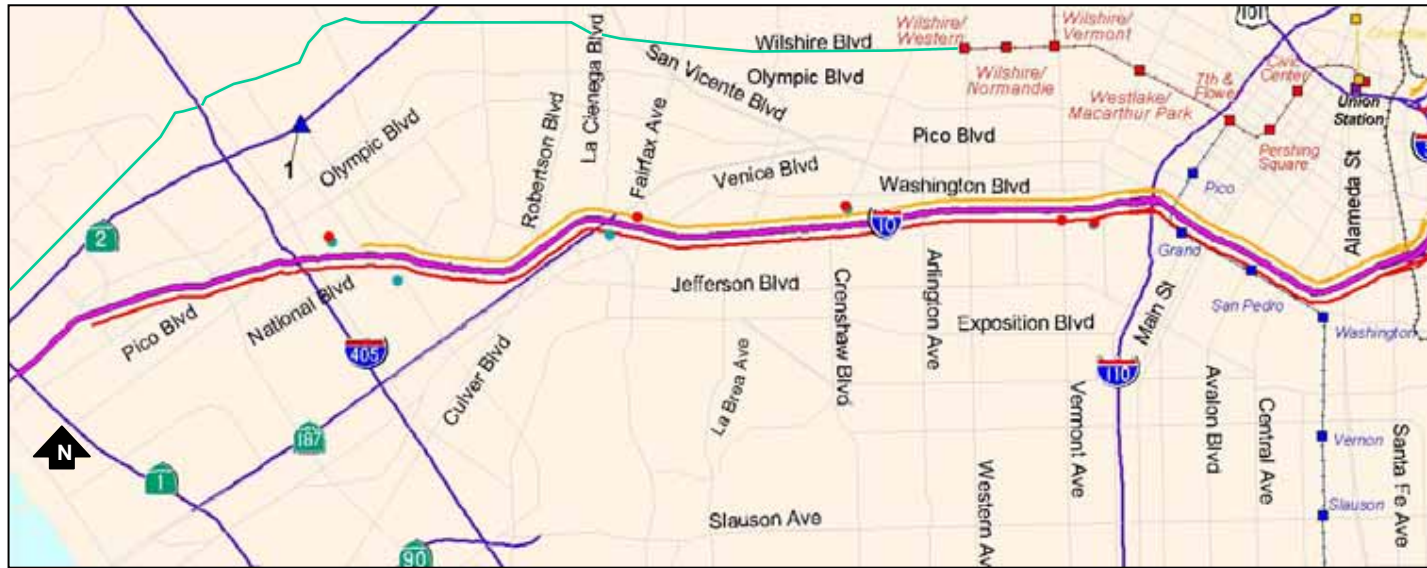 101
Wilshire/
Western
Wilshire/
Vermont
Wilshire Blvd
Olympic Blvd
Wilshire/
Normandie
Westlake/
Macarthur Park
7th &
Flower
Civic
Center/
Union
Station
Pershing
Square
Alameda St
La Cienega Blvd
San Vicente Blvd
Robertson Blvd
Fairfax Ave
Olympic Blvd
1
2
Pico Blvd
Venice Blvd
Washington Blvd
Pico
10
Grand
San Pedro
Washington
Pico Blvd
National Blvd
405
Culver Blvd
Jefferson Blvd
La Brea Ave
Crenshaw Blvd
Arlington Ave
Exposition Blvd
Main St
110
Vermont Ave
Avalon Blvd
Central Ave
Vernon
Slauson
Santa Fe Ave
Western Av
Slauson Ave
187
N
1
90